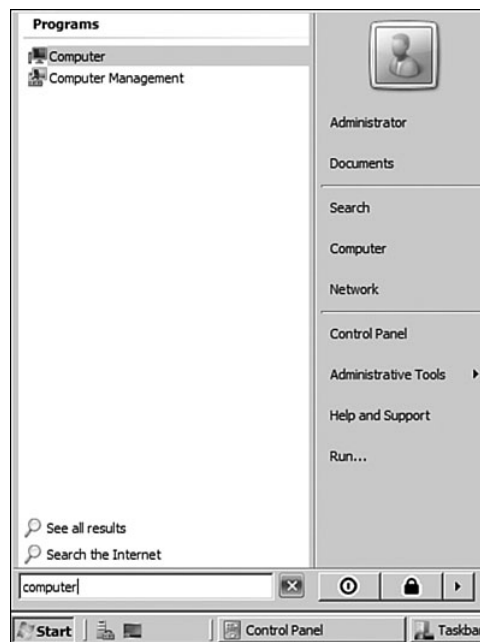 Programs
Computer
Computer Management
See all results
Search the Internet
computer
Administrator
Documents
Search
Computer
Network
Control Panel
Administrative Tools
Help and Support
Run...
Start
Control Panel
Taskbar